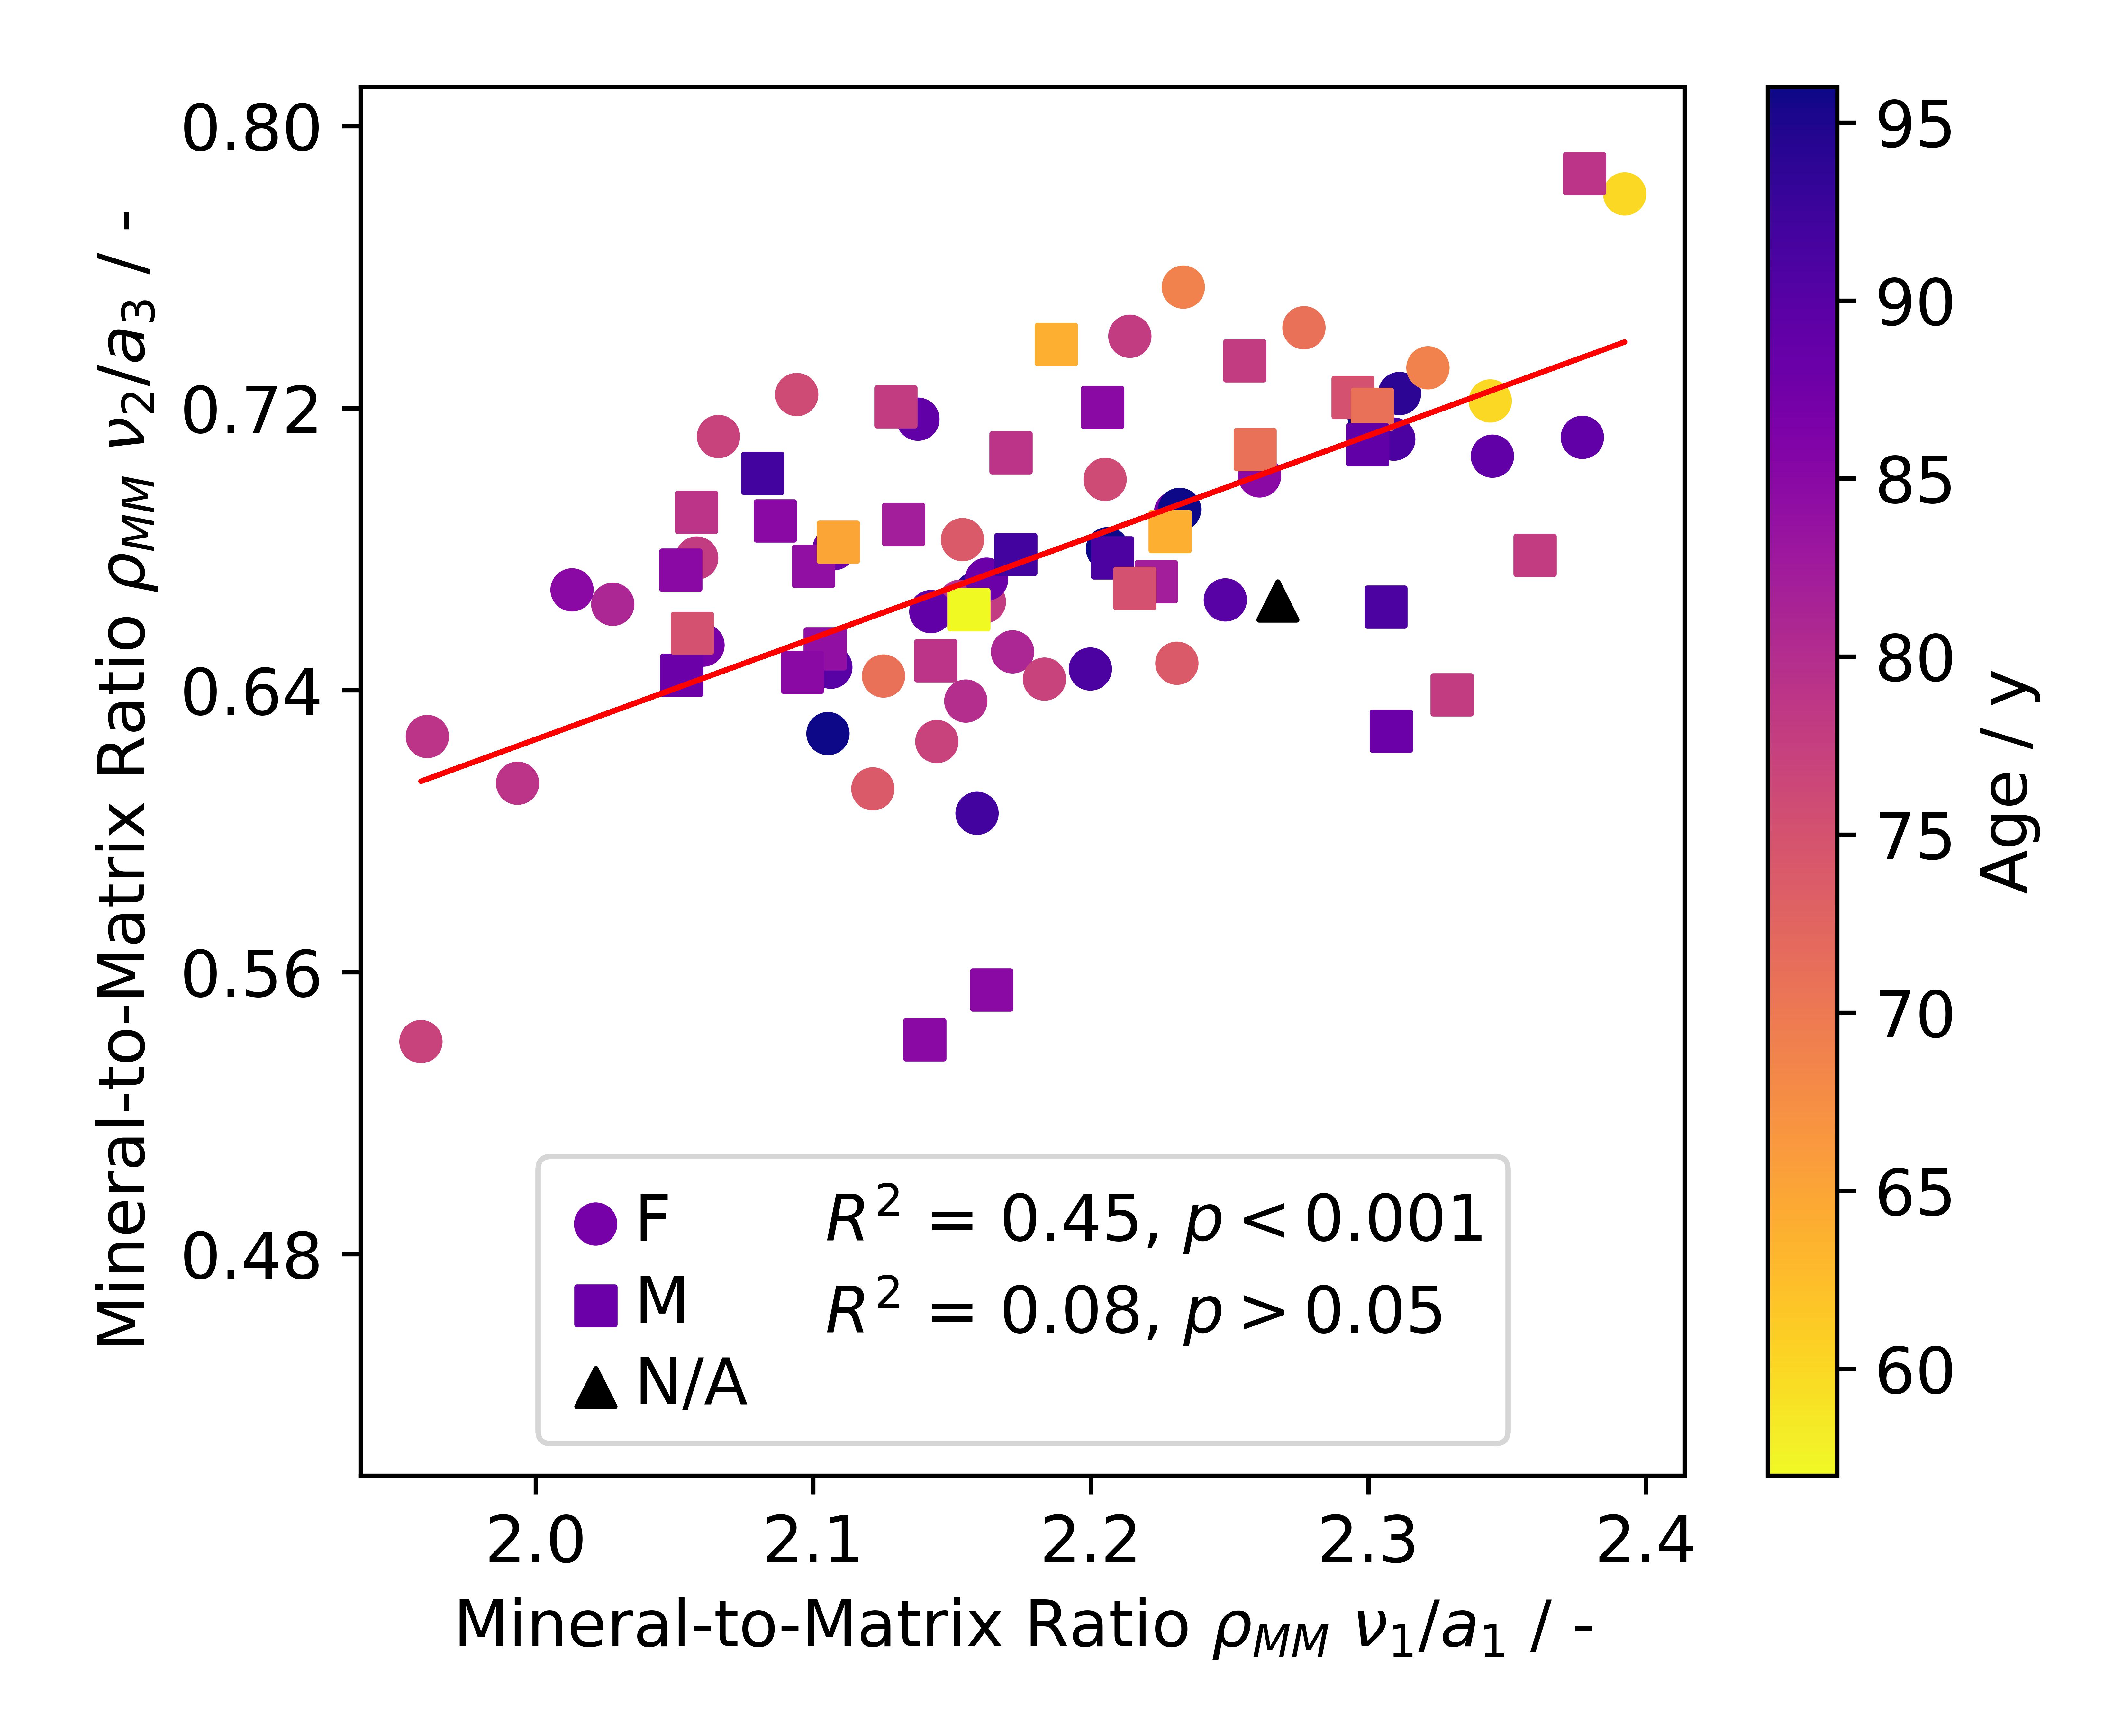 0.80
0.72
0.64
0.56
0.48
Mineral-to-Matrix Ratio ρMM ν2/a3 / -
F R² = 0.45, p < 0.001
M R² = 0.08, p > 0.05
N/A
2.0 2.1 2.2 2.3 2.4
Mineral-to-Matrix Ratio ρMM ν1/a1 / -
95
90
85
80
75
70
65
60
Age / y